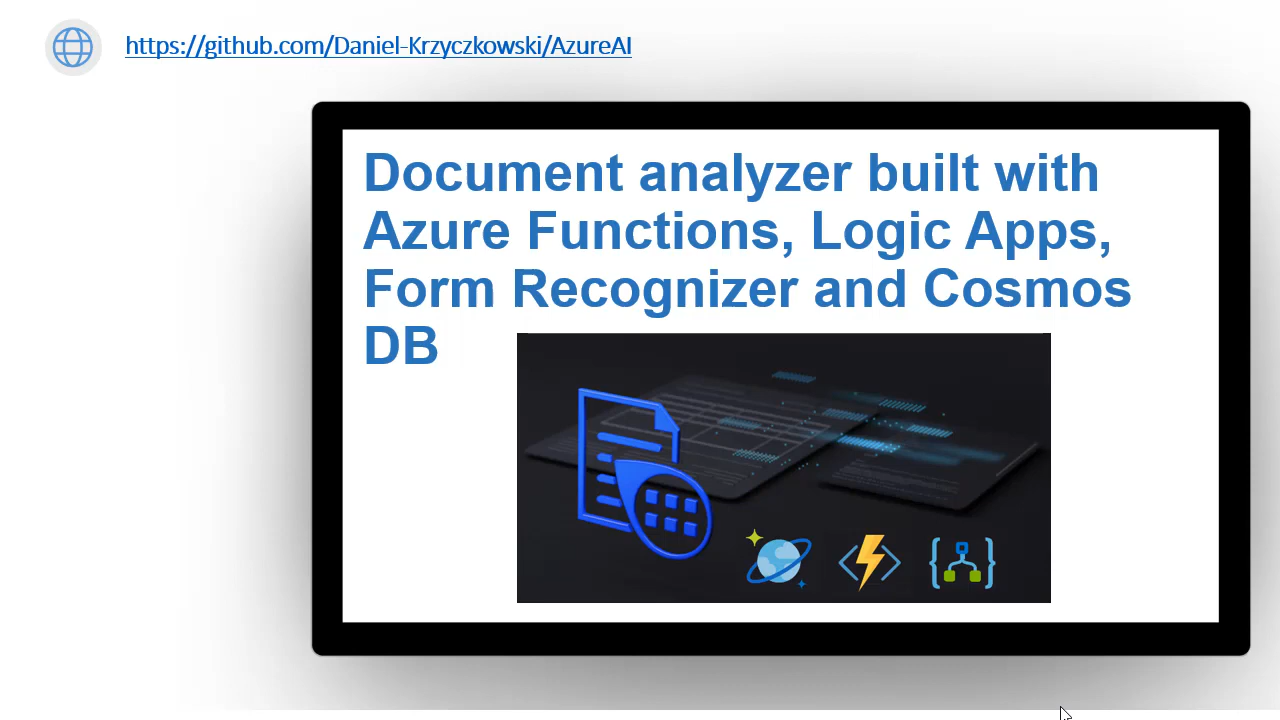 https://github.com/Daniel-Krzyczkowski/AzureAI
Document analyzer built with
Azure Functions, Logic Apps,
Form Recognizer and Cosmos
DB